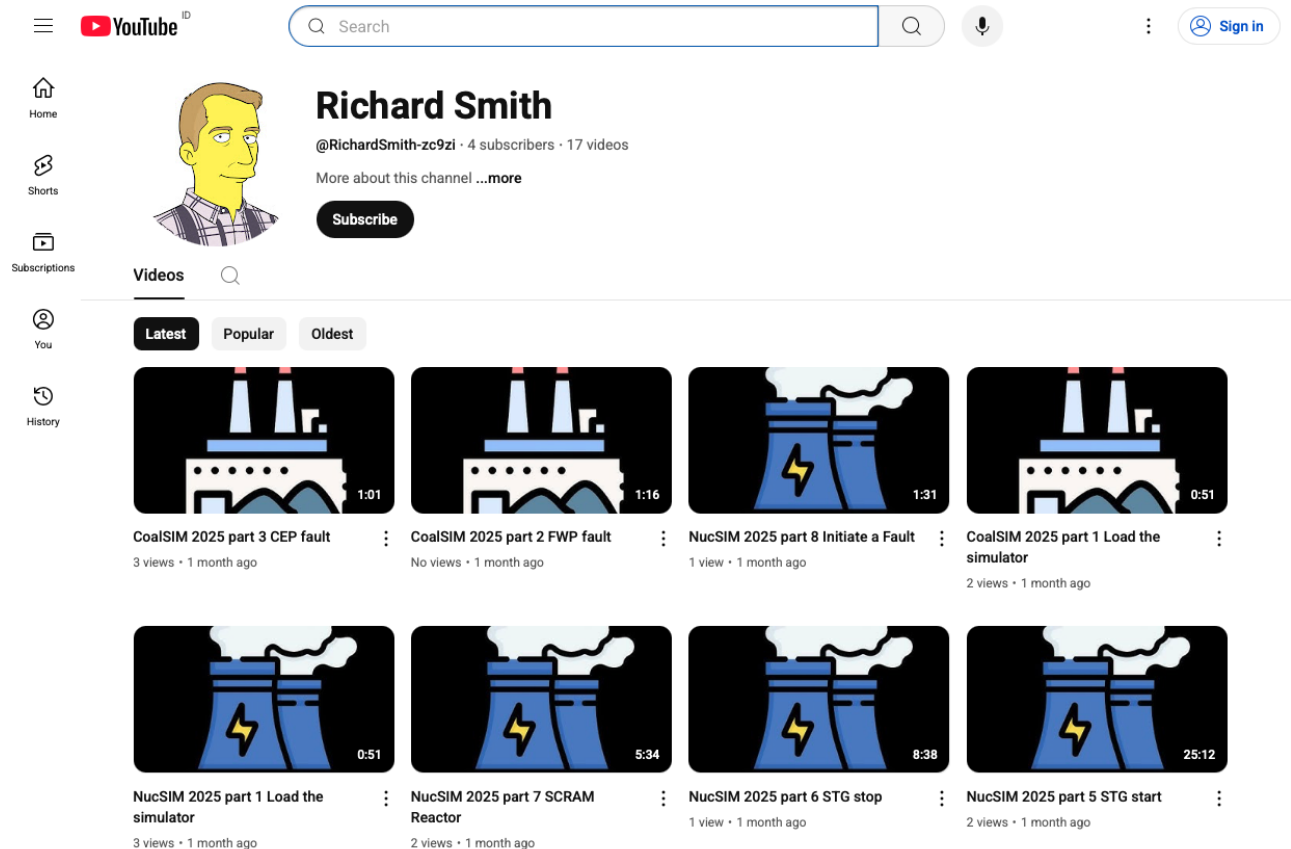 YouTube ID
Search
Sign in
Home
Shorts
Subscriptions
You
History
Richard Smith
@RichardSmith-zc9zi · 4 subscribers · 17 videos
More about this channel ...more
Subscribe
Videos
Latest
Popular
Oldest
1:01
1:16
1:31
0:51
CoalSIM 2025 part 3 CEP fault
3 views • 1 month ago
CoalSIM 2025 part 2 FWP fault
No views • 1 month ago
NucSIM 2025 part 8 Initiate a Fault
1 view • 1 month ago
CoalSIM 2025 part 1 Load the
simulator
2 views • 1 month ago
0:51
5:34
8:38
25:12
NucSIM 2025 part 1 Load the
simulator
3 views • 1 month ago
NucSIM 2025 part 7 SCRAM
Reactor
2 views • 1 month ago
NucSIM 2025 part 6 STG stop
1 view • 1 month ago
NucSIM 2025 part 5 STG start
2 views • 1 month ago